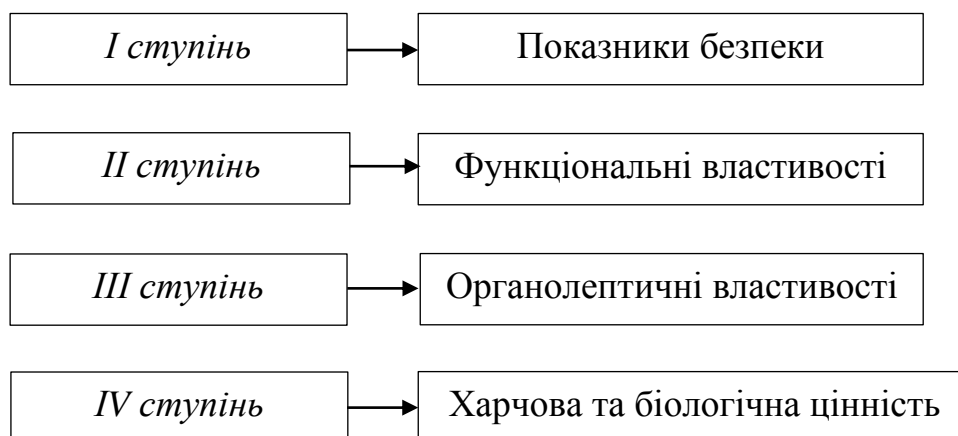 I ступінь
Показники безпеки
II ступінь
Функціональні властивості
III ступінь
Органолептичні властивості
IV ступінь
Харчова та біологічна цінність